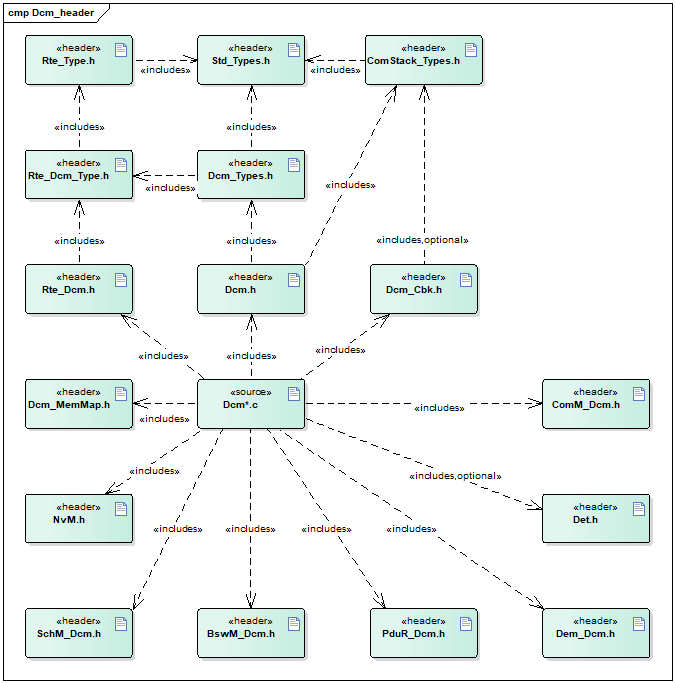 cmp Dcm_header
«header»
Rte_Type.h
«header»
Std_Types.h
«header»
ComStack_Types.h
«includes»
«includes»
«includes»
«includes»
«header»
Rte_Dcm_Type.h
«header»
Dcm_Types.h
«includes»
«includes»
«includes»
«includes»
«includes,optional»
«header»
Rte_Dcm.h
«header»
Dcm.h
«header»
Dcm_Cbk.h
«includes»
«includes»
«includes»
«header»
Dcm_MemMap.h
«source»
Dcm*.c
«header»
ComM_Dcm.h
«includes»
«includes»
«includes»
«includes,optional»
«header»
NvM.h
«header»
Det.h
«includes»
«includes»
«includes»
«includes»
«header»
SchM_Dcm.h
«header»
BswM_Dcm.h
«header»
PduR_Dcm.h
«header»
Dem_Dcm.h